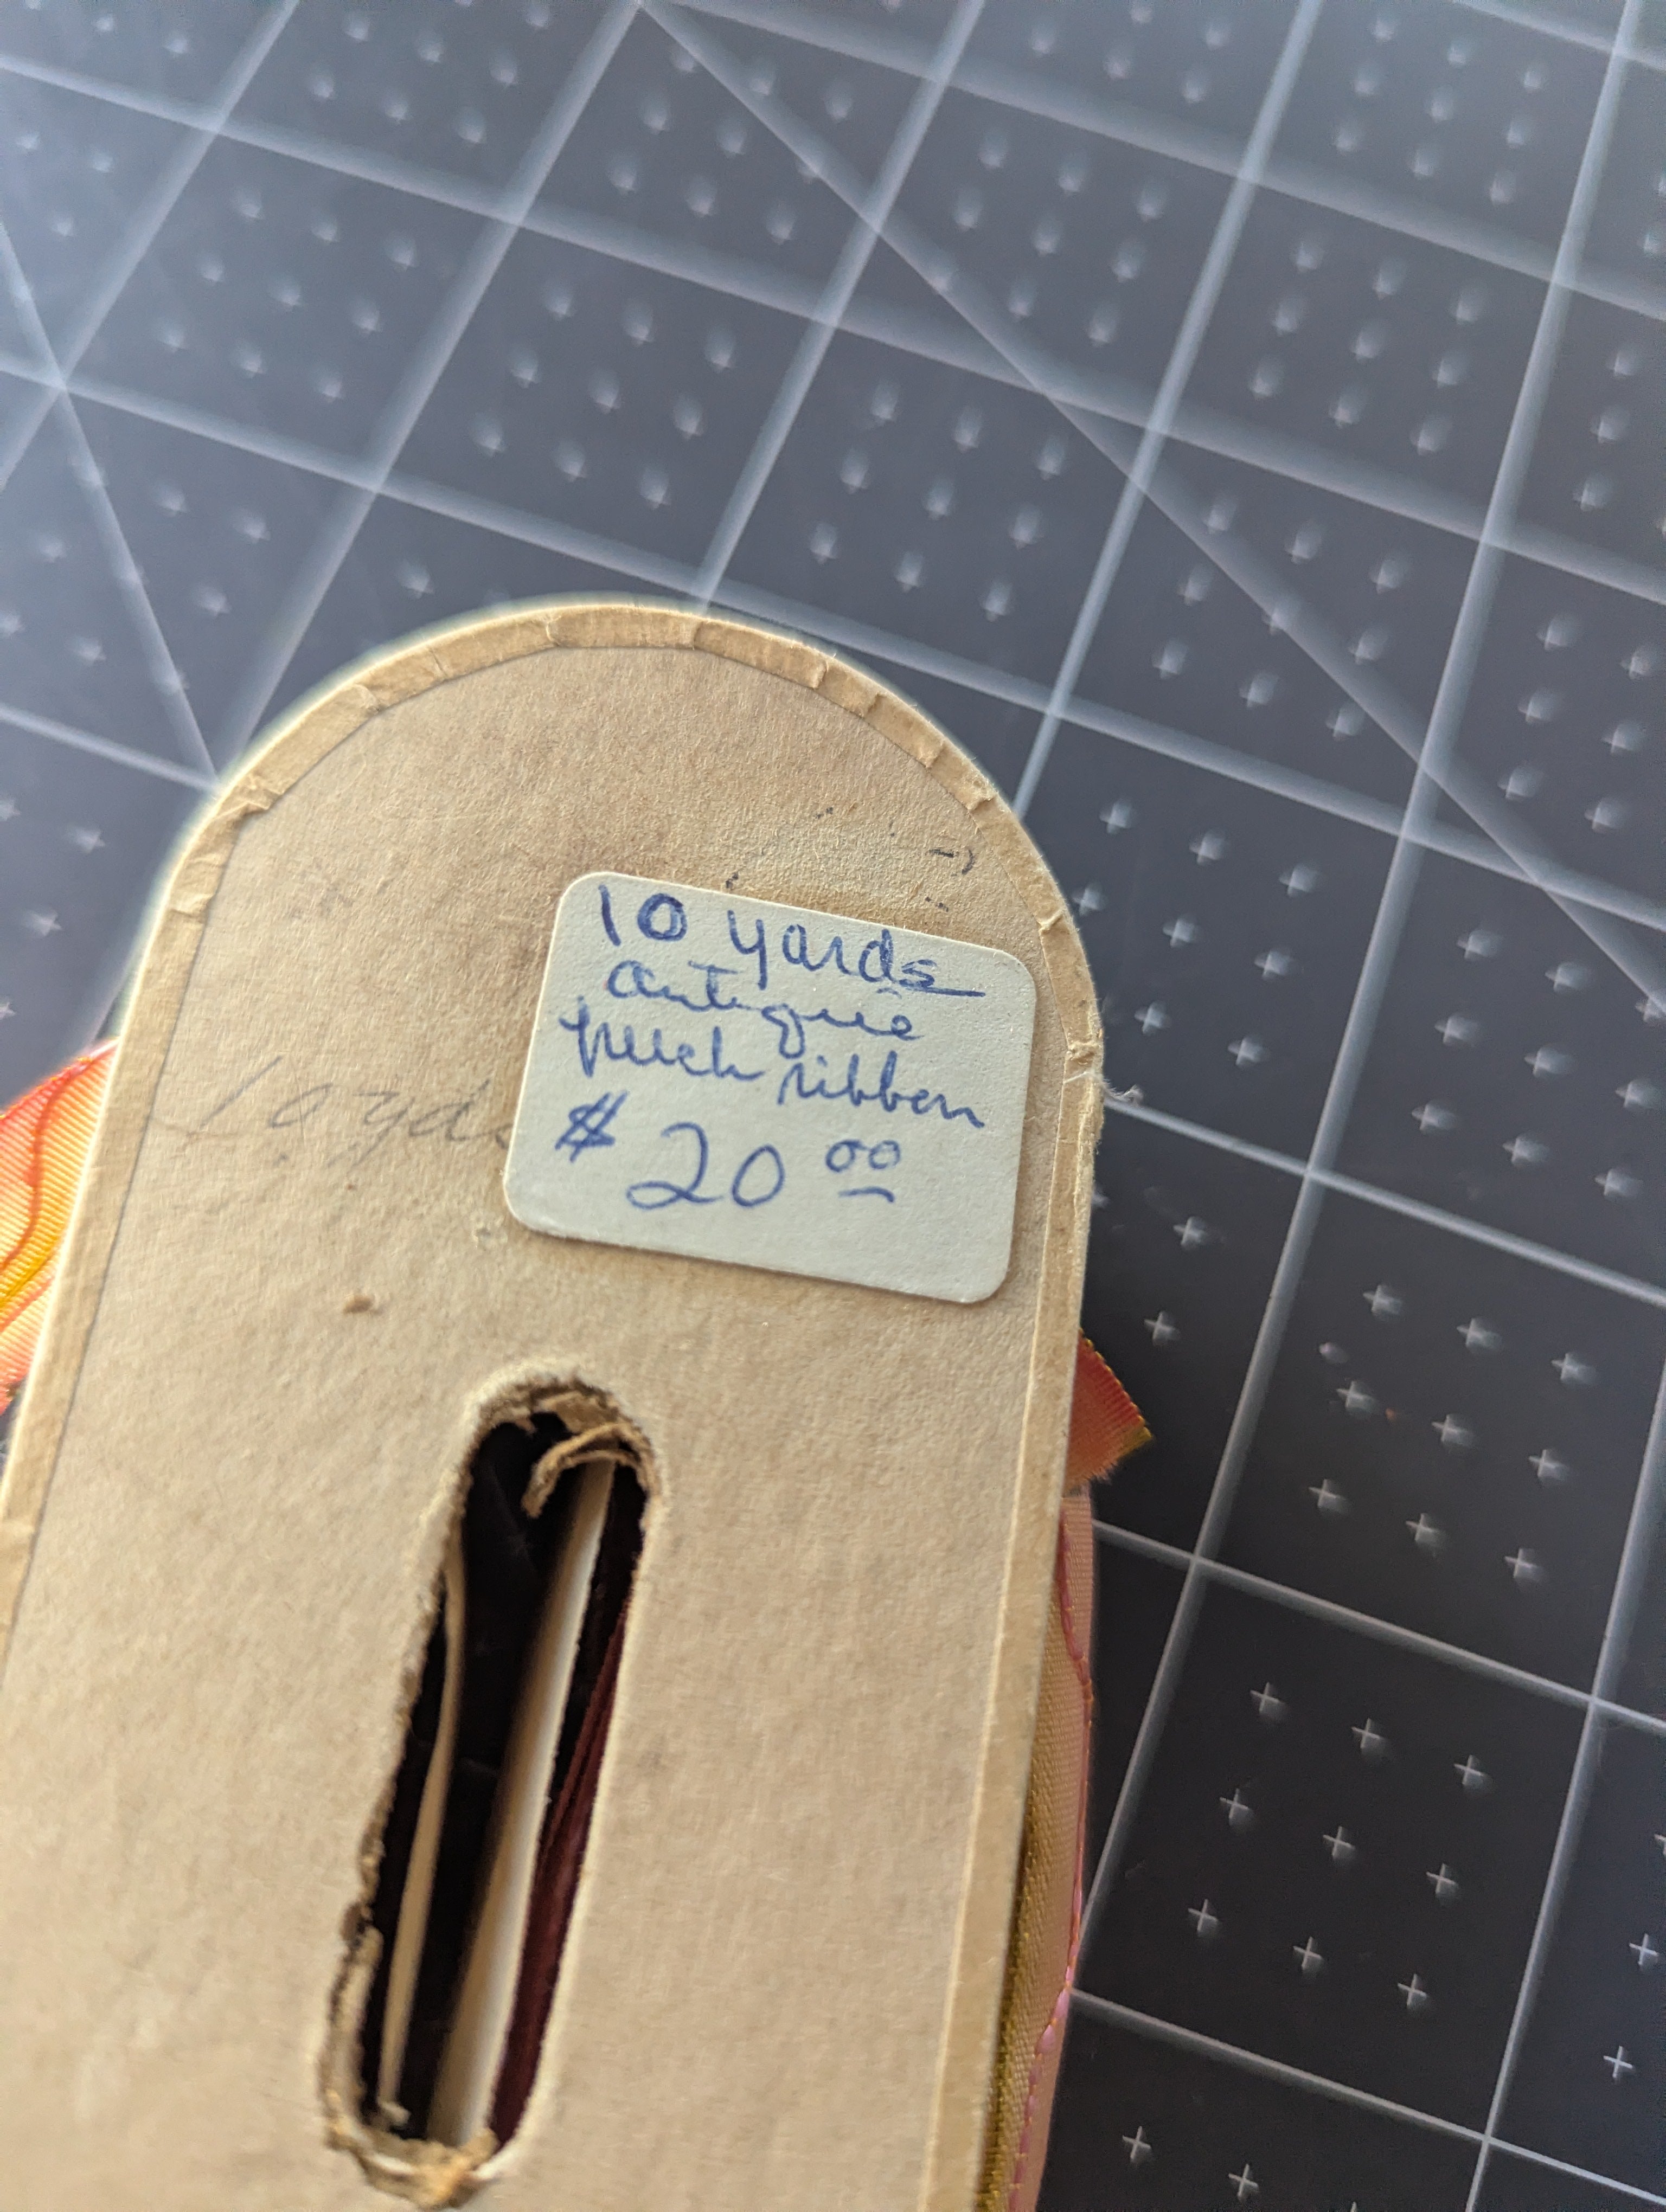 10 yards
antique
french ribbon
$ 20 00
10 yds